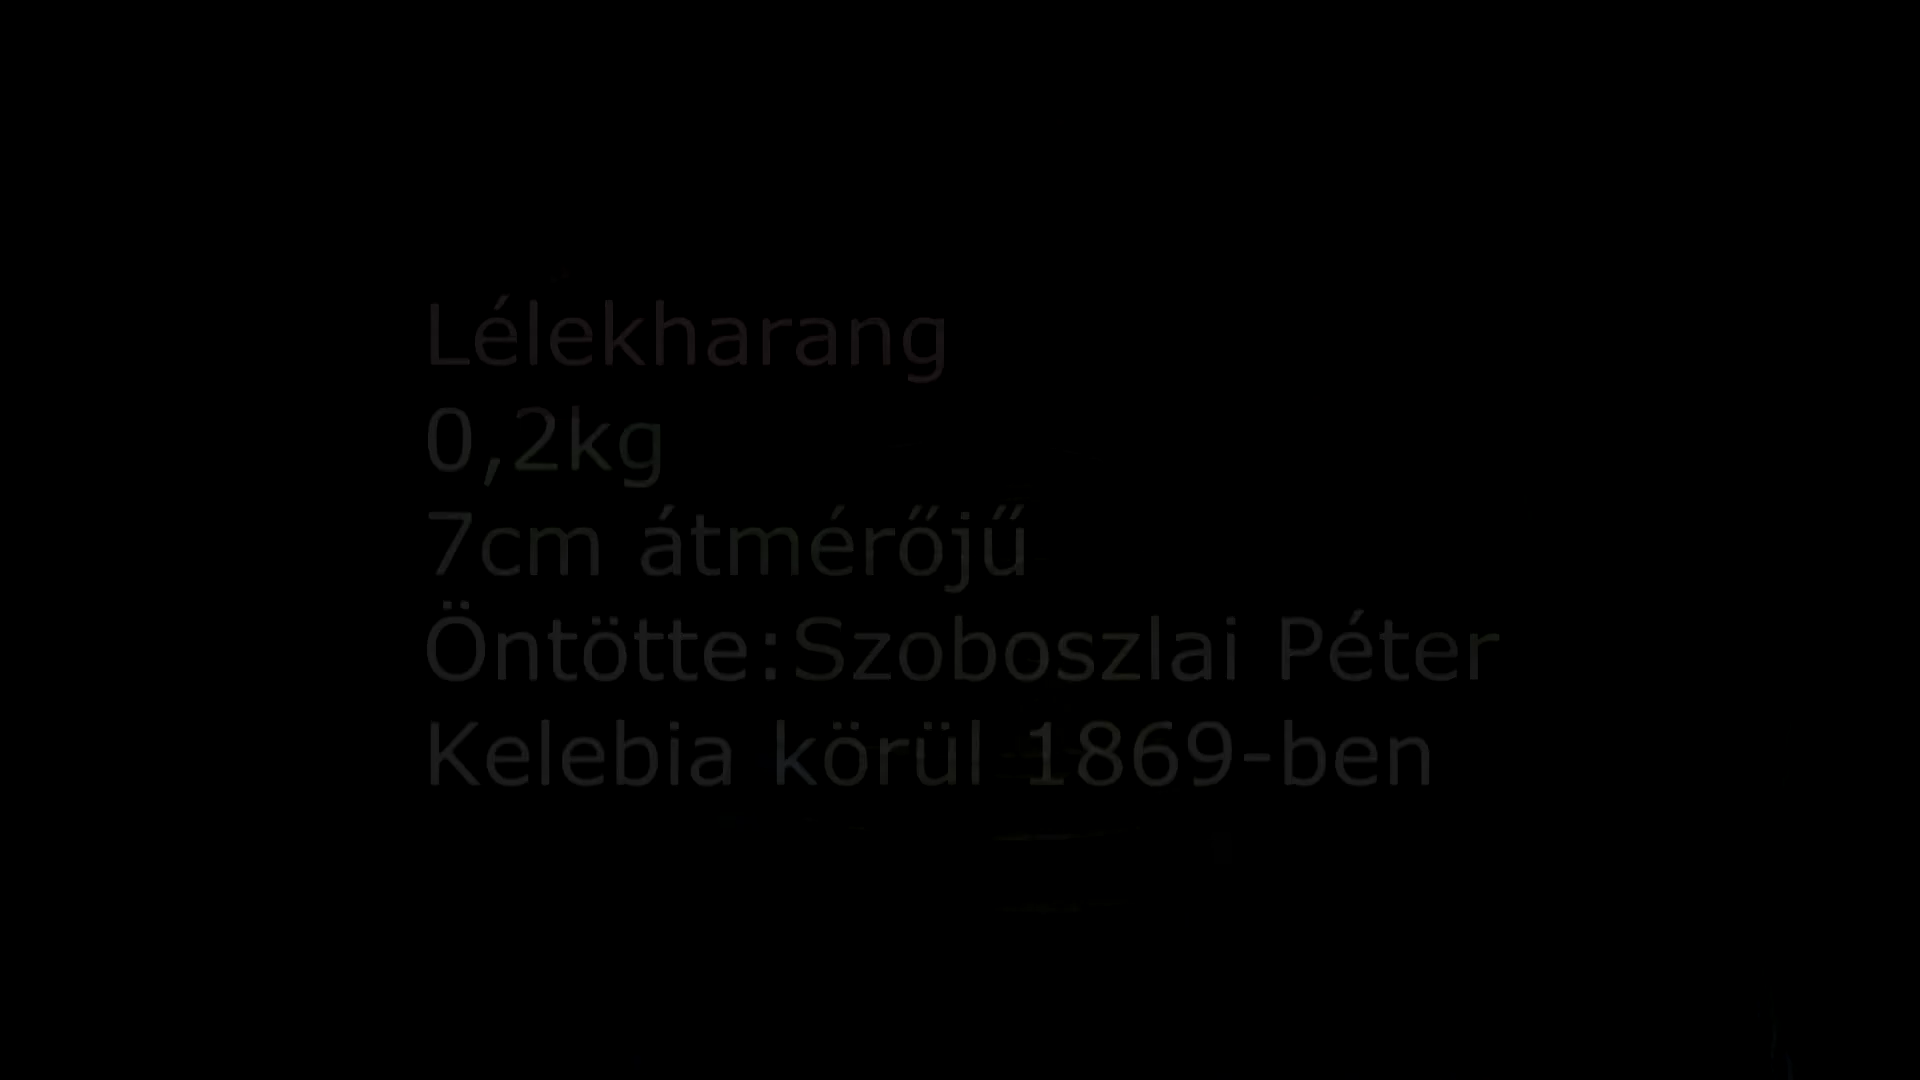 Lélekharang
0,2kg
7cm átmérőjű
Öntötte:Szoboszlai Péter
Kelebia körül 1869-ben